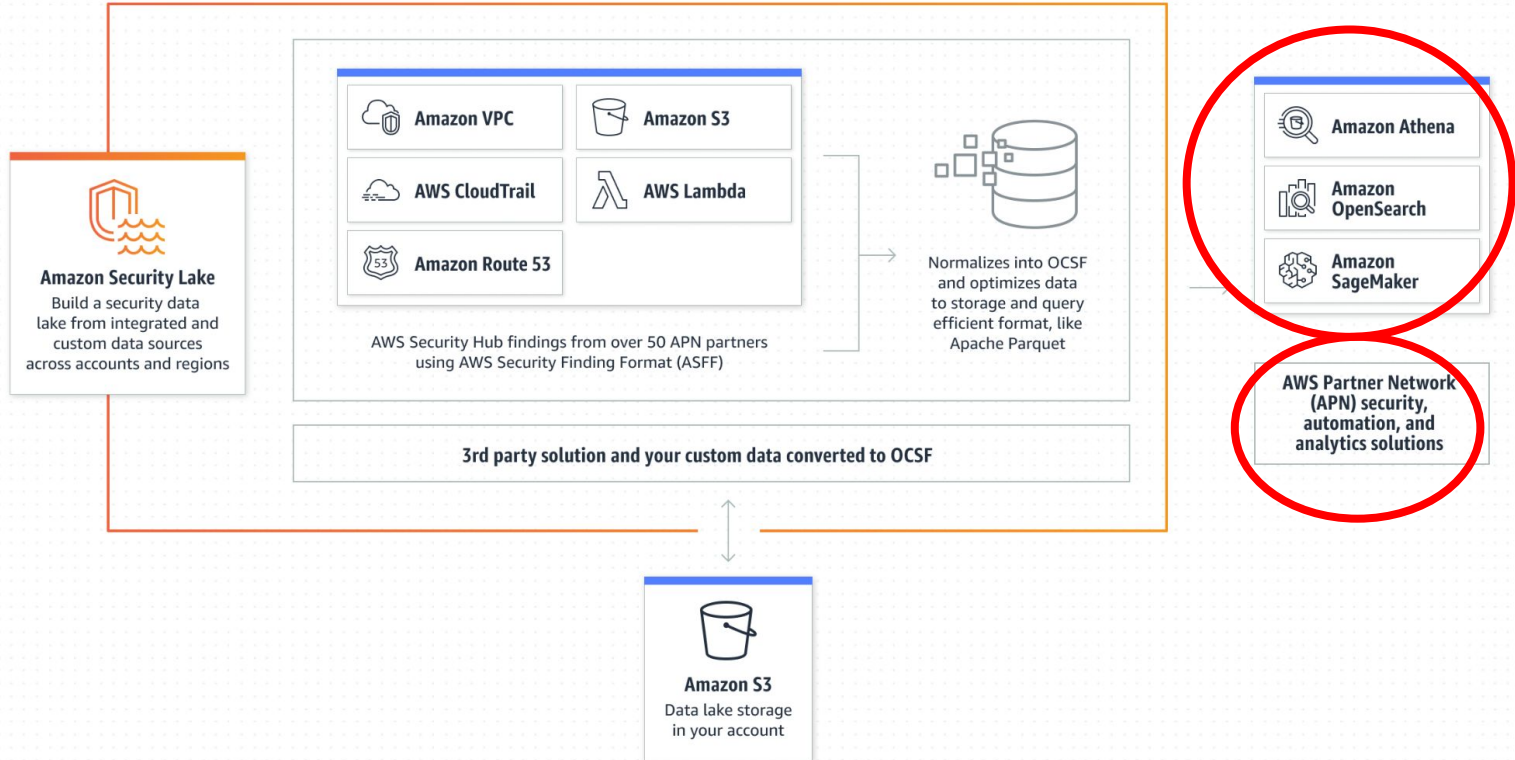 Amazon Security Lake
Build a security data
lake from integrated and
custom data sources
across accounts and regions
Amazon VPC
Amazon S3
AWS CloudTrail
AWS Lambda
53
Amazon Route 53
AWS Security Hub findings from over 50 APN partners
using AWS Security Finding Format (ASFF)
Normalizes into OCSF
and optimizes data
to storage and query
efficient format, like
Apache Parquet
3rd party solution and your custom data converted to OCSF
Amazon Athena
Amazon
OpenSearch
Amazon
SageMaker
AWS Partner Network
(APN) security,
automation, and
analytics solutions
Amazon S3
Data lake storage
in your account